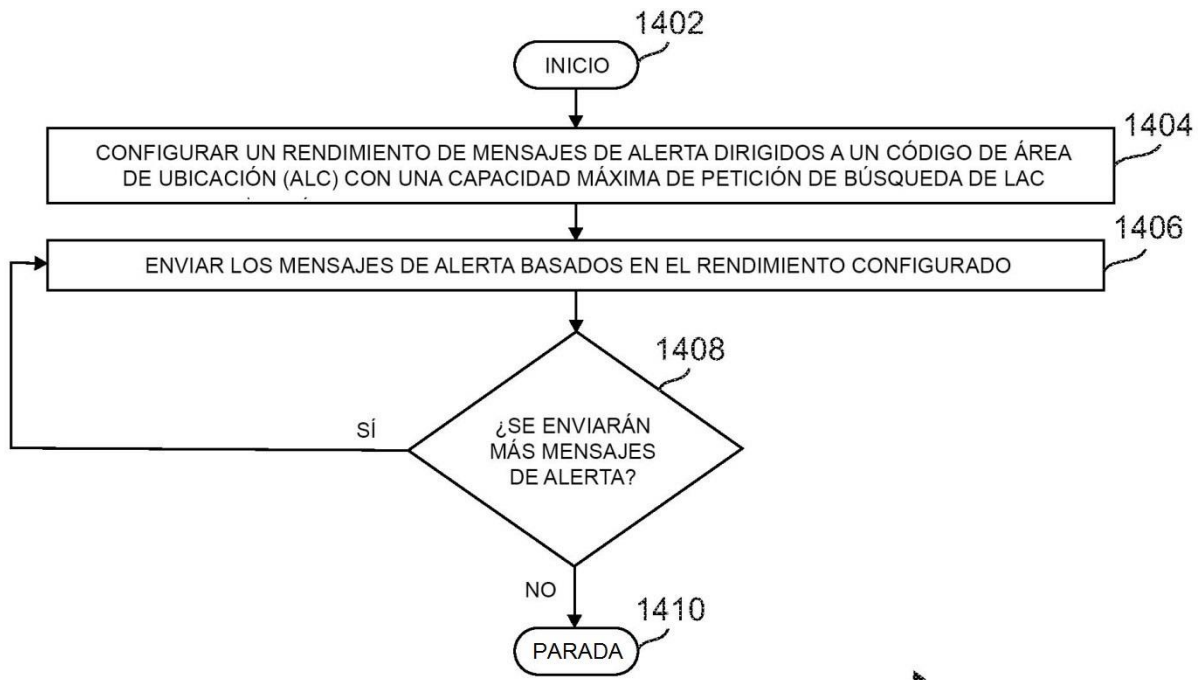 1402
INICIO
1404
CONFIGURAR UN RENDIMIENTO DE MENSAJES DE ALERTA DIRIGIDOS A UN CÓDIGO DE ÁREA
DE UBICACIÓN (ALC) CON UNA CAPACIDAD MÁXIMA DE PETICIÓN DE BÚSQUEDA DE LAC
1406
ENVIAR LOS MENSAJES DE ALERTA BASADOS EN EL RENDIMIENTO CONFIGURADO
1408
¿SE ENVIARÁN
MÁS MENSAJES
DE ALERTA?
SÍ
NO
1410
PARADA